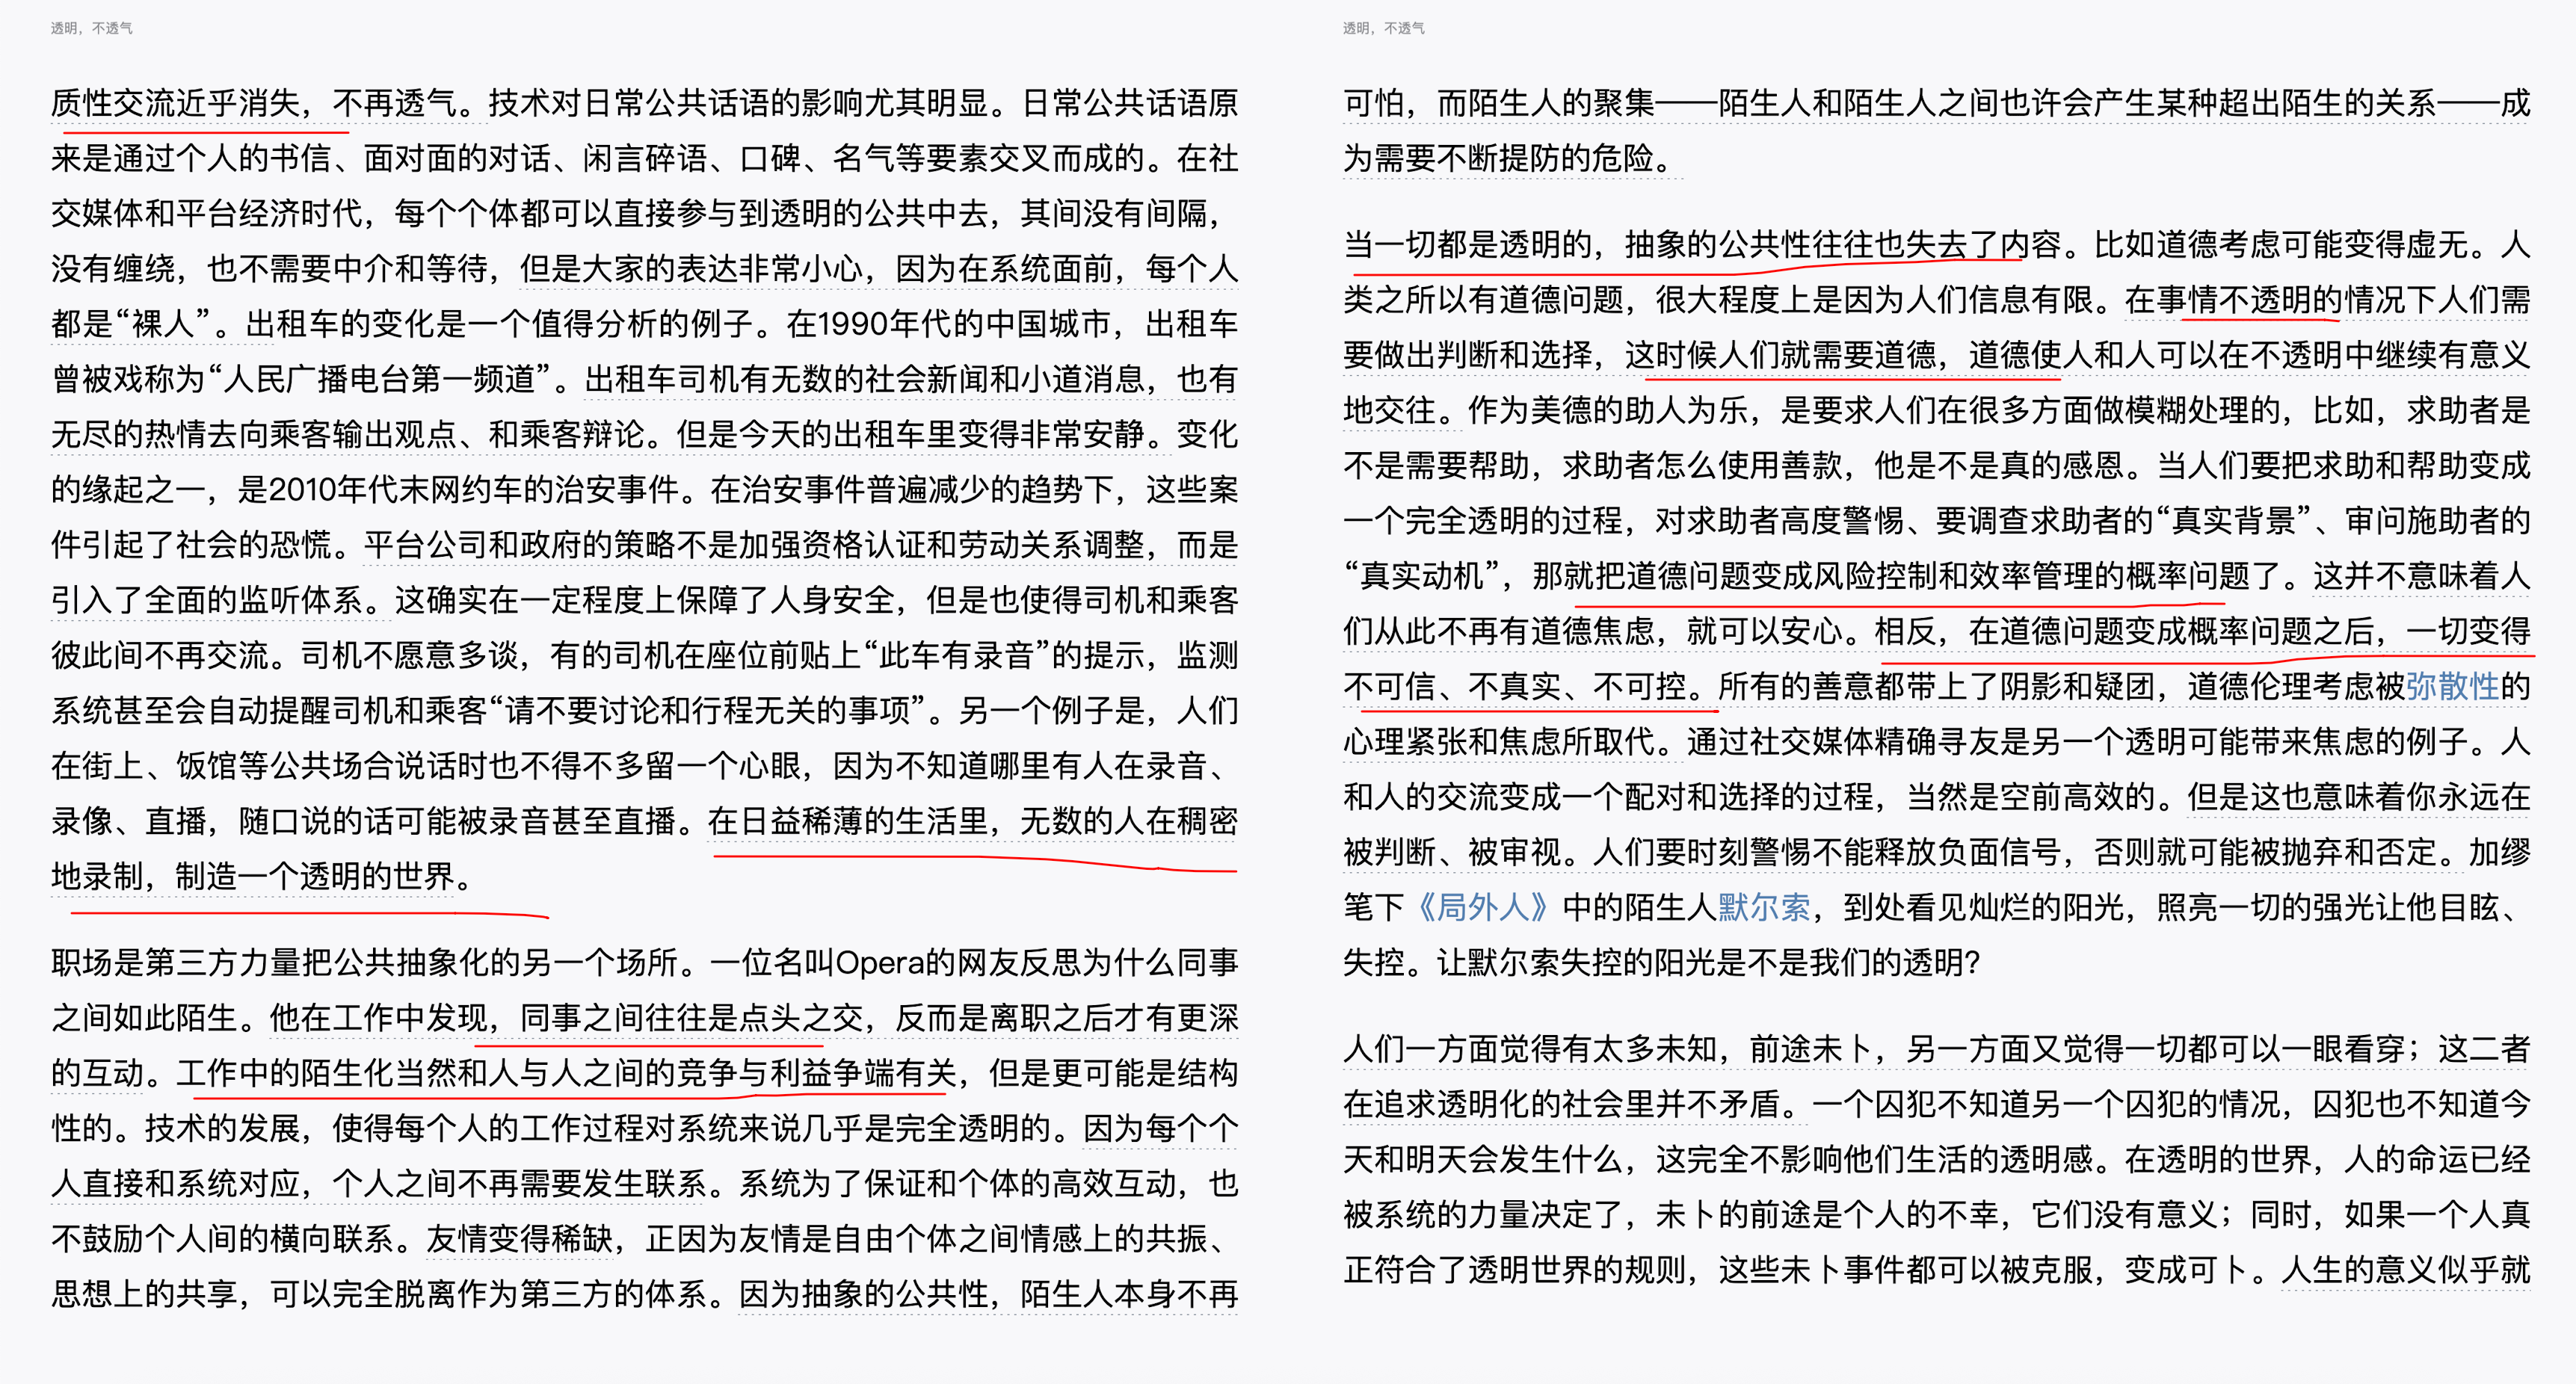 透明，不透气
质性交流近乎消失，不再透气。技术对日常公共话语的影响尤其明显。日常公共话语原
来是通过个人的书信、面对面的对话、闲言碎语、口碑、名气等要素交叉而成的。在社
交媒体和平台经济时代，每个个体都可以直接参与到透明的公共中去，其间没有间隔，
没有缠绕，也不需要中介和等待，但是大家的表达非常小心，因为在系统面前，每个人
都是“裸人”。出租车的变化是一个值得分析的例子。在1990年代的中国城市，出租车
曾被戏称为“人民广播电台第一频道”。出租车司机有无数的社会新闻和小道消息，也有
无尽的热情去向乘客输出观点、和乘客辩论。但是今天的出租车里变得非常安静。变化
的缘起之一，是2010年代末网约车的治安事件。在治安事件普遍减少的趋势下，这些案
件引起了社会的恐慌。平台公司和政府的策略不是加强资格认证和劳动关系调整，而是
引入了全面的监听体系。这确实在一定程度上保障了人身安全，但是也使得司机和乘客
彼此间不再交流。司机不愿意多谈，有的司机在座位前贴上“此车有录音”的提示，监测
系统甚至会自动提醒司机和乘客“请不要讨论和行程无关的事项”。另一个例子是，人们
在街上、饭馆等公共场合说话时也不得不多留一个心眼，因为不知道哪里有人在录音、
录像、直播，随口说的话可能被录音甚至直播。在日益稀薄的生活里，无数的人在稠密
地录制，制造一个透明的世界。
职场是第三方力量把公共抽象化的另一个场所。一位名叫Opera的网友反思为什么同事
之间如此陌生。他在工作中发现，同事之间往往是点头之交，反而是离职之后才有更深
的互动。工作中的陌生化当然和人与人之间的竞争与利益争端有关，但是更可能是结构
性的。技术的发展，使得每个人的工作过程对系统来说几乎是完全透明的。因为每个个
人直接和系统对应，个人之间不再需要发生联系。系统为了保证和个体的高效互动，也
不鼓励个人间的横向联系。友情变得稀缺，正因为友情是自由个体之间情感上的共振、
思想上的共享，可以完全脱离作为第三方的体系。因为抽象的公共性，陌生人本身不再
透明，不透气
可怕，而陌生人的聚集——陌生人和陌生人之间也许会产生某种超出陌生的关系——成
为需要不断提防的危险。
当一切都是透明的，抽象的公共性往往也失去了内容。比如道德考虑可能变得虚无。人
类之所以有道德问题，很大程度上是因为人们信息有限。在事情不透明的情况下人们需
要做出判断和选择，这时候人们就需要道德，道德使人和人可以在不透明中继续有意义
地交往。作为美德的助人为乐，是要求人们在很多方面做模糊处理的，比如，求助者是
不是需要帮助，求助者怎么使用善款，他是不是真的感恩。当人们要把求助和帮助变成
一个完全透明的过程，对求助者高度警惕、要调查求助者的“真实背景”、审问施助者的
“真实动机”，那就把道德问题变成风险控制和效率管理的概率问题了。这并不意味着人
们从此不再有道德焦虑，就可以安心。相反，在道德问题变成概率问题之后，一切变得
不可信、不真实、不可控。所有的善意都带上了阴影和疑团，道德伦理考虑被弥散性的
心理紧张和焦虑所取代。通过社交媒体精确寻友是另一个透明可能带来焦虑的例子。人
和人的交流变成一个配对和选择的过程，当然是空前高效的。但是这也意味着你永远在
被判断、被审视。人们要时刻警惕不能释放负面信号，否则就可能被抛弃和否定。加缪
笔下《局外人》中的陌生人默尔索，到处看见灿烂的阳光，照亮一切的强光让他目眩、
失控。让默尔索失控的阳光是不是我们的透明？
人们一方面觉得有太多未知，前途未卜，另一方面又觉得一切都可以一眼看穿；这二者
在追求透明化的社会里并不矛盾。一个囚犯不知道另一个囚犯的情况，囚犯也不知道今
天和明天会发生什么，这完全不影响他们生活的透明感。在透明的世界，人的命运已经
被系统的力量决定了，未卜的前途是个人的不幸，它们没有意义；同时，如果一个人真
正符合了透明世界的规则，这些未卜事件都可以被克服，变成可卜。人生的意义似乎就